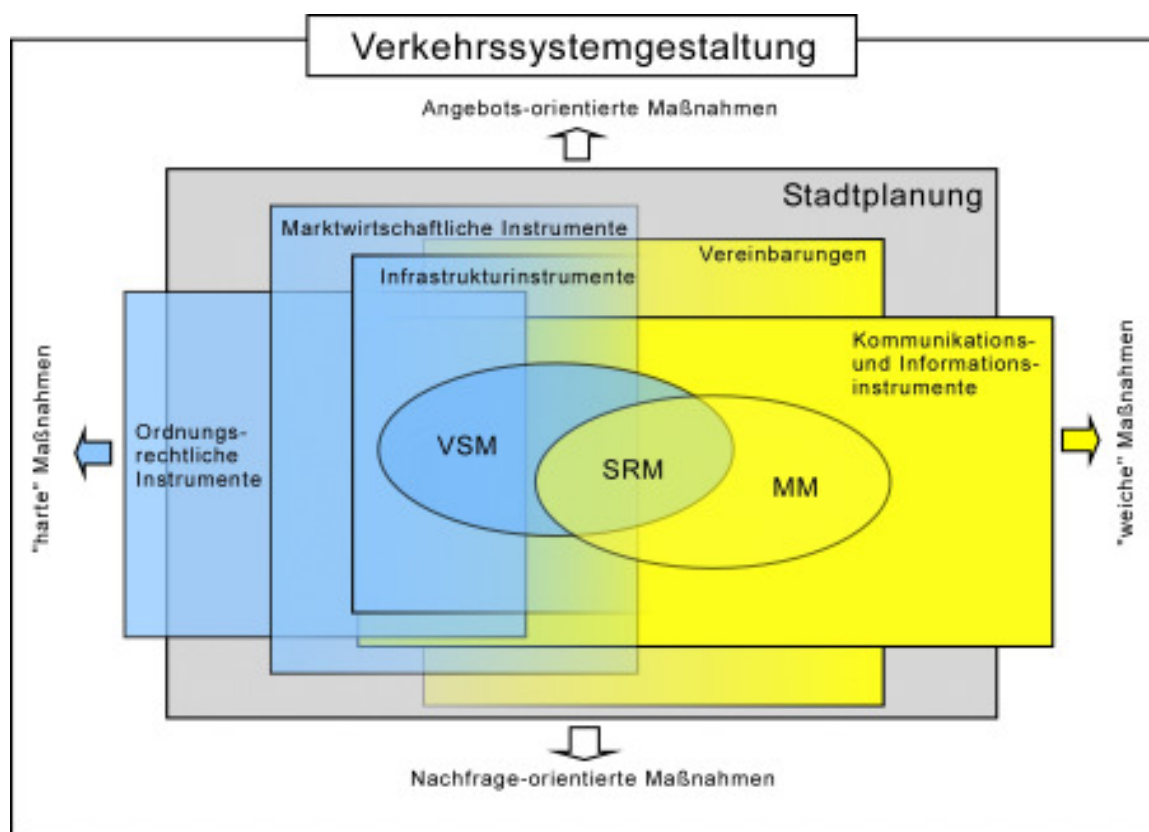 Verkehrssystemgestaltung
Angebots-orientierte Maßnahmen
Stadtplanung
Marktwirtschaftliche Instrumente
Vereinbarungen
Infrastrukturinstrumente
Kommunikations-
und Informations-
instrumente
"harte" Maßnahmen
Ordnungs-
rechtliche
Instrumente
VSM
SRM
MM
"weiche" Maßnahmen
Nachfrage-orientierte Maßnahmen